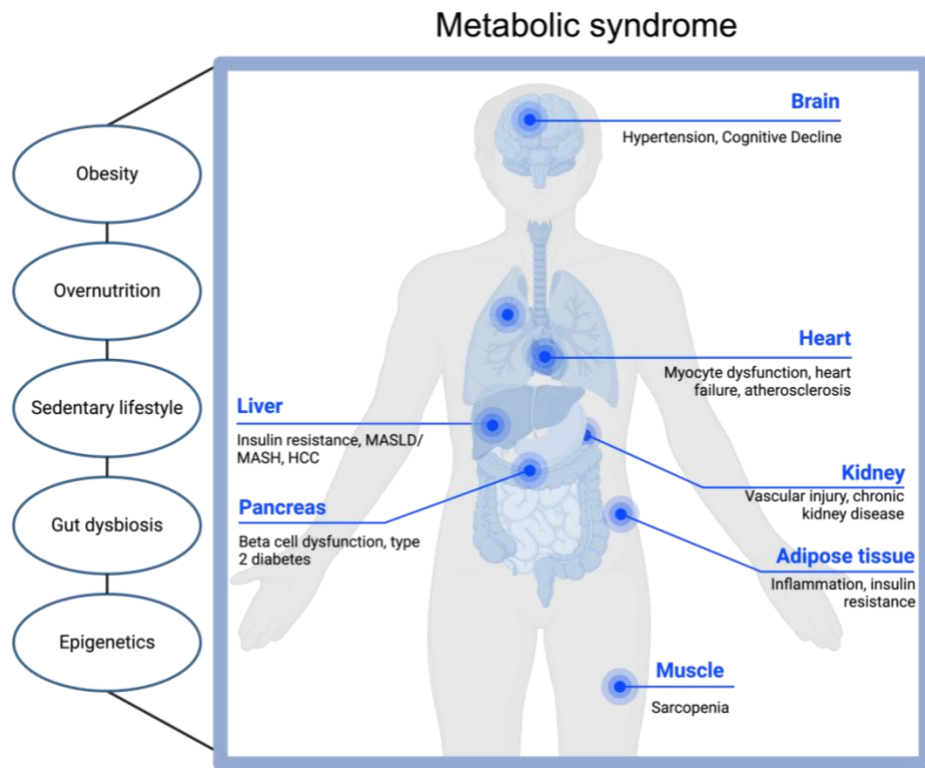 Metabolic syndrome
Obesity
Overnutrition
Sedentary lifestyle
Gut dysbiosis
Epigenetics
Brain
Hypertension, Cognitive Decline
Heart
Myocyte dysfunction, heart
failure, atherosclerosis
Liver
Insulin resistance, MASLD/
MASH, HCC
Kidney
Vascular injury, chronic
kidney disease
Pancreas
Beta cell dysfunction, type
2 diabetes
Adipose tissue
Inflammation, insulin
resistance
Muscle
Sarcopenia